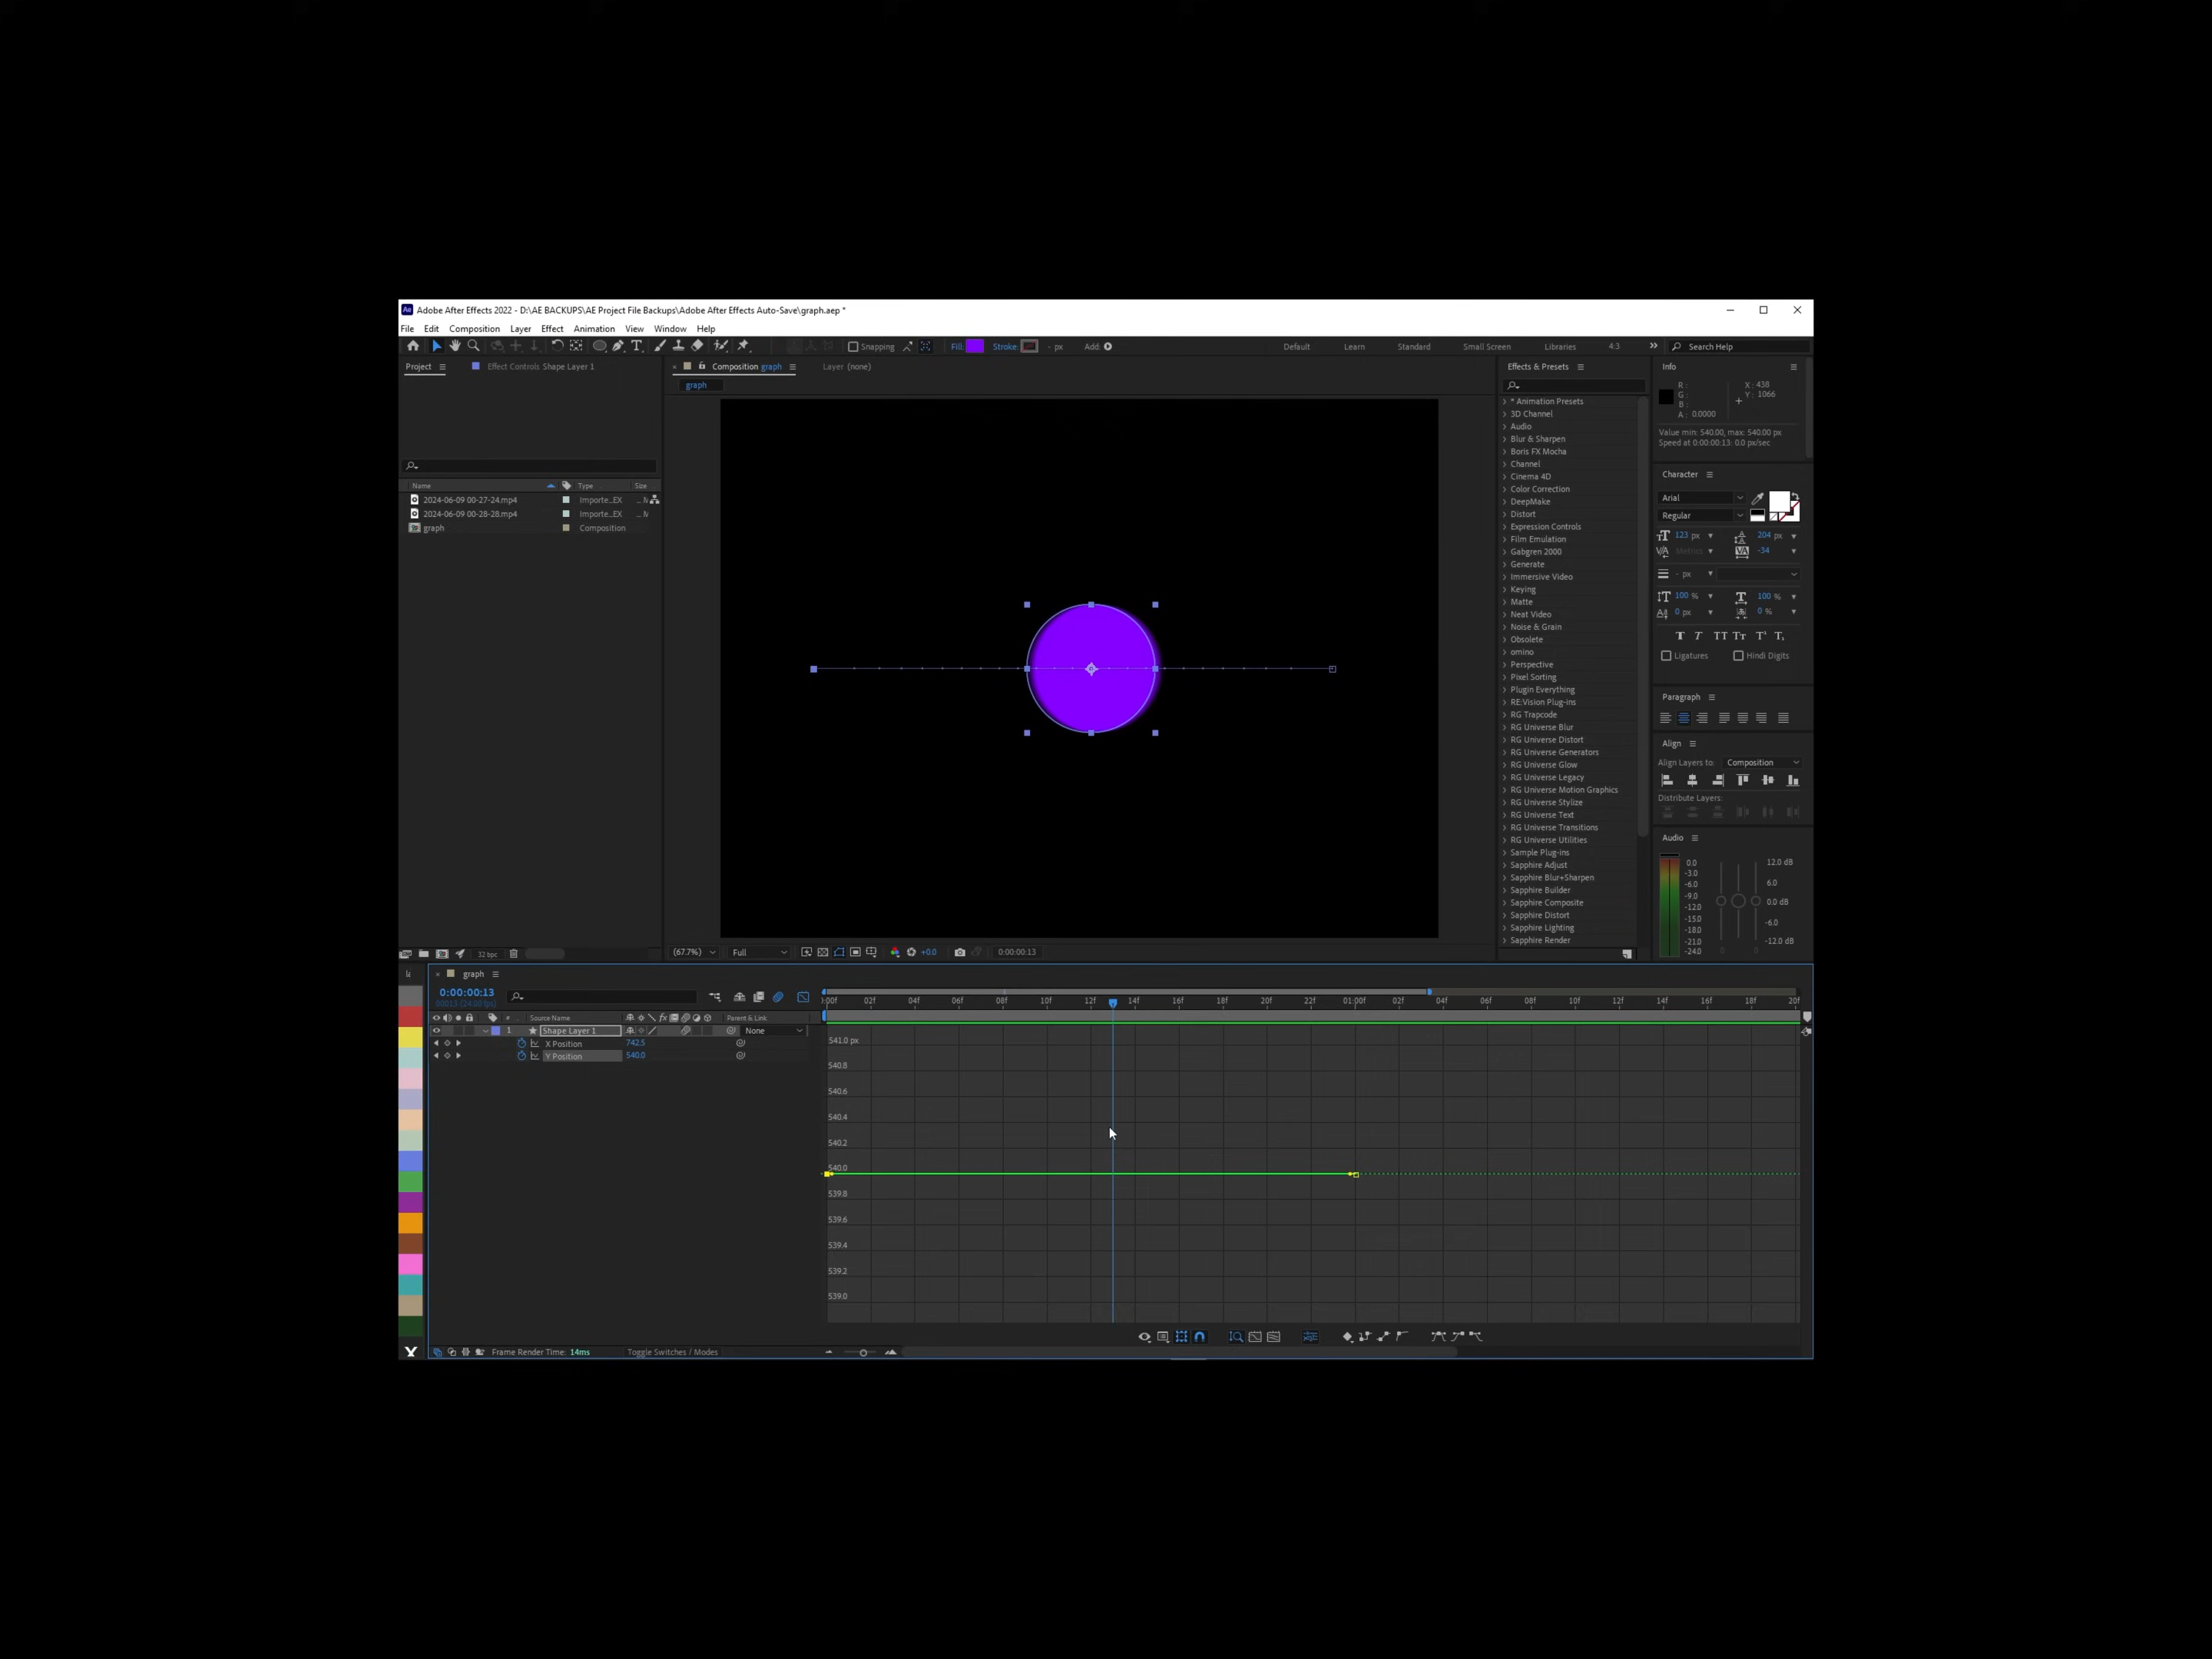 Adobe After Effects 2022 - D:\AE BACKUPS\AE Project File Backups\Adobe After Effects Auto-Save\graph.aep *
File Edit Composition Layer Effect Animation View Window Help
Snapping Fill: Stroke: - px Add: Default Learn Standard Small Screen Libraries 4:3 Search Help
Project Effect Controls Shape Layer 1
Composition graph Layer (none)
graph
Name Type Size
2024-06-09 00-27-24.mp4 Importe...EX
2024-06-09 00-28-28.mp4 Importe...EX
graph Composition
32 bpc
(67.7%) Full +0.0 0:00:00:13
Effects & Presets
* Animation Presets
3D Channel
Audio
Blur & Sharpen
Boris FX Mocha
Channel
Cinema 4D
Color Correction
DeepMake
Distort
Expression Controls
Film Emulation
Gabgren 2000
Generate
Immersive Video
Keying
Matte
Neat Video
Noise & Grain
Obsolete
omino
Perspective
Pixel Sorting
Plugin Everything
RE:Vision Plug-ins
RG Trapcode
RG Universe Blur
RG Universe Distort
RG Universe Generators
RG Universe Glow
RG Universe Legacy
RG Universe Motion Graphics
RG Universe Stylize
RG Universe Text
RG Universe Transitions
RG Universe Utilities
Sample Plug-ins
Sapphire Adjust
Sapphire Blur+Sharpen
Sapphire Builder
Sapphire Composite
Sapphire Distort
Sapphire Lighting
Sapphire Render
Info
R :
G :
B :
A : 0.0000
X : 438
Y : 1066
Value min: 540.00, max: 540.00 px
Speed at 0:00:00:13: 0.0 px/sec
Character
Arial
Regular
123 px 204 px
Metrics -34
- px
100 % 100 %
0 px 0 %
Ligatures Hindi Digits
Paragraph
Align
Align Layers to: Composition
Distribute Layers:
Audio
0.0
-3.0
-6.0
-9.0
-12.0
-15.0
-18.0
-21.0
-24.0
12.0 dB
6.0
0.0 dB
-6.0
-12.0 dB
0 0
graph
0:00:00:13
00013 (24.00 fps)
# Source Name Parent & Link
1 Shape Layer 1 None
X Position 742.5
Y Position 540.0
:00f 02f 04f 06f 08f 10f 12f 14f 16f 18f 20f 22f 01:00f 02f 04f 06f 08f 10f 12f 14f 16f 18f 20f
541.0 px
540.8
540.6
540.4
540.2
540.0
539.8
539.6
539.4
539.2
539.0
Frame Render Time: 14ms Toggle Switches / Modes